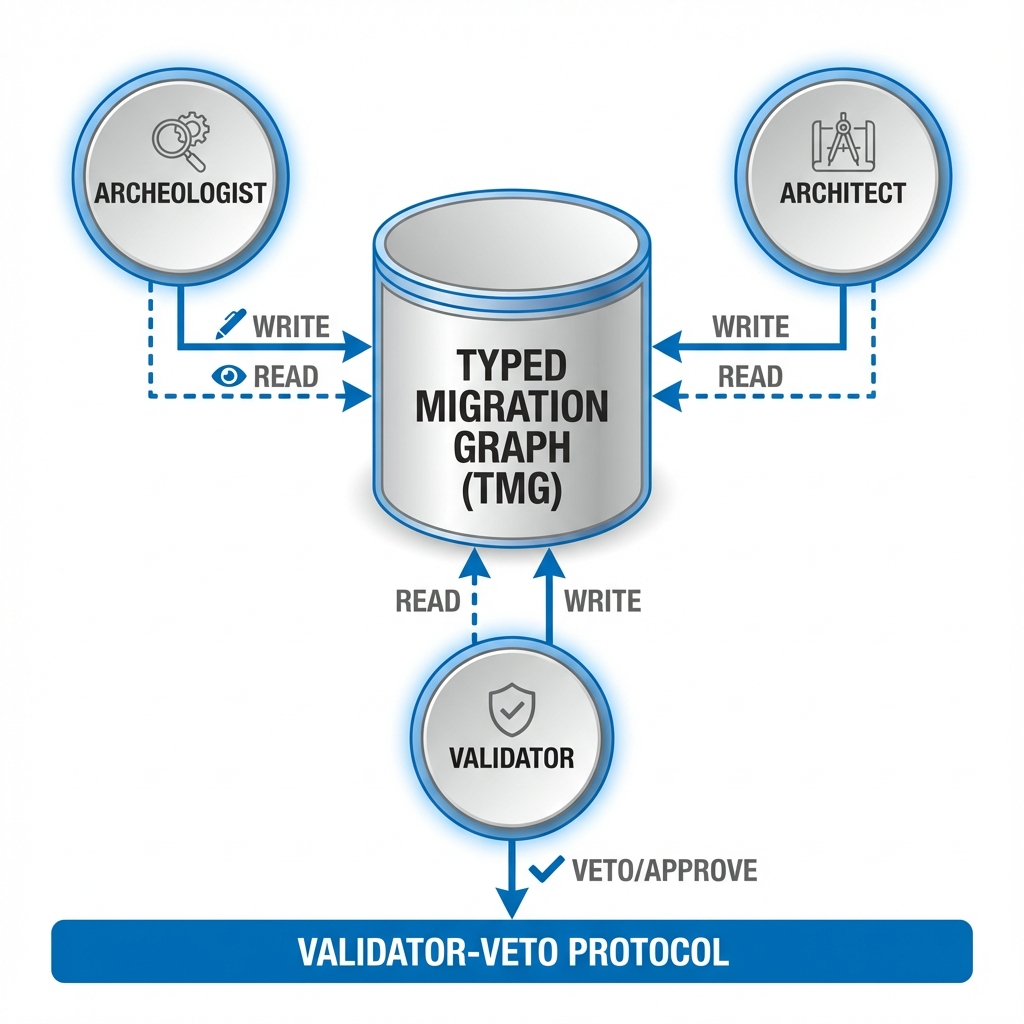 ARCHEOLOGIST
ARCHITECT
WRITE
READ
TYPED
MIGRATION
GRAPH
(TMG)
WRITE
READ
READ
WRITE
VALIDATOR
VETO/APPROVE
VALIDATOR-VETO PROTOCOL